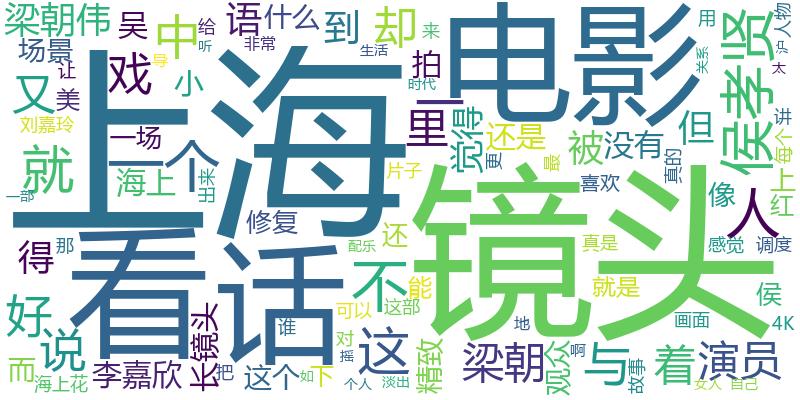 梁朝伟
吴
中
语
什么
到
却
电影
侯孝贤
用
来
沪
人物
太
给
听
非常
生活
关系
导
时代
场景
让
美
戏
小
拍
又
刘嘉玲
一场
上海
一
里
觉得
还是
更
最
被
没有
真的
但
讲
每个
就
一个
海上
出来
片子
喜欢
像
上
红
一部
那
得
修复
还
配乐
镜头
人
真是
感觉
调度
看
话
不
能
就是
侯
好
说
而
海上花
李嘉欣
长镜头
把
谁
这个
如
下
可以
对
摇
个人
这
这部
淡出
精致
梁朝
观众
地
啊
与
故事
画面
着
女人
自己
演员
4K